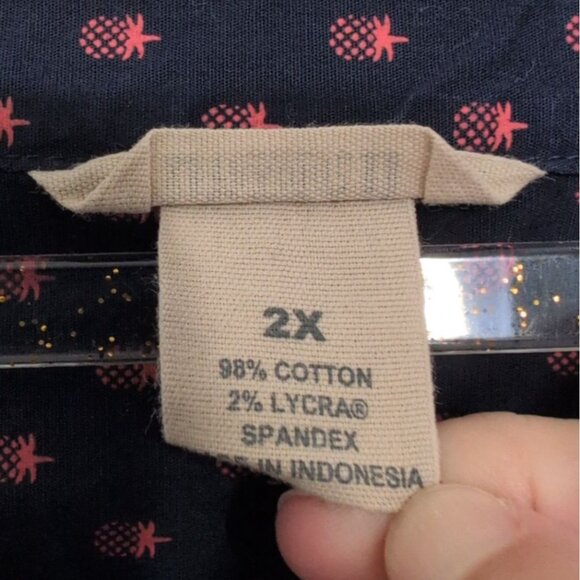 2X
98% COTTON
2% LYCRA®
SPANDEX
IN INDONESIA